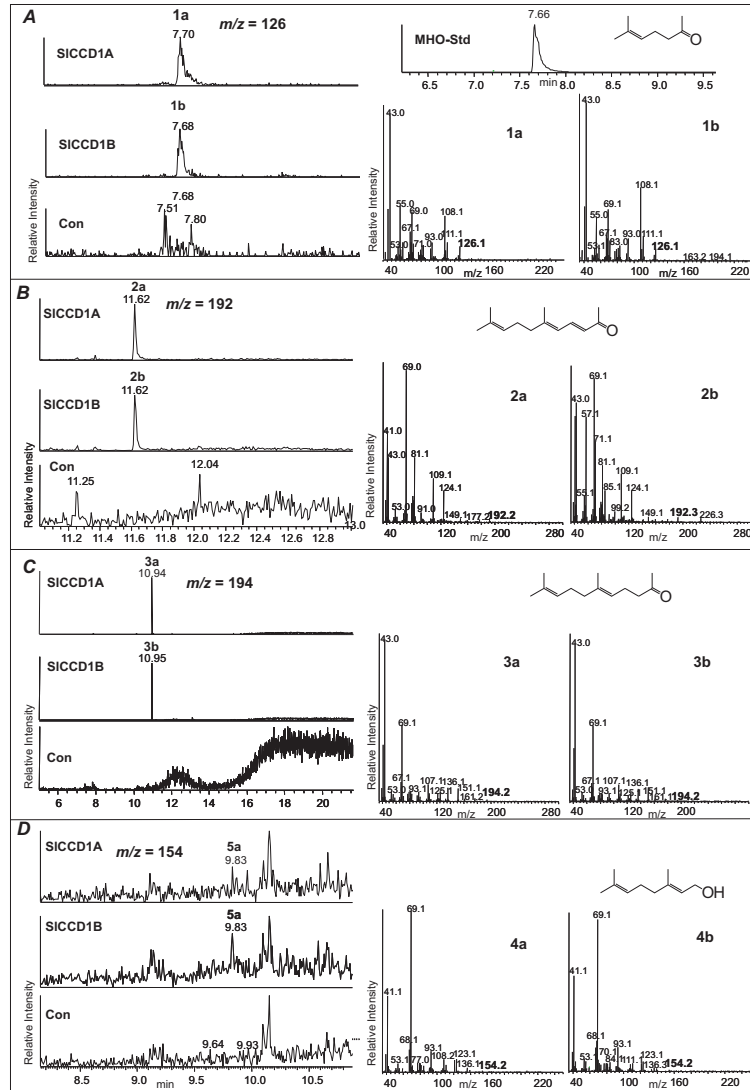 A
1a
m/z = 126
SlCCD1A
7.70
1b
SlCCD1B
7.68
Con
7.68
7.51
7.80
Relative Intensity
7.66
MHO-Std
O
min
6.5 7.0 7.5 8.0 8.5 9.0 9.5
43.0
1a
55.0
69.0
108.1
67.1
93.0
111.1
53.0
71.0
126.1
40 100 160 220
m/z
43.0
1b
108.1
69.1
55.0
67.1
93.0
111.1
53.1
83.0
126.1
163.2
194.1
40 100 160 220
m/z
Relative Intensity
B
2a
m/z = 192
11.62
SlCCD1A
2b
11.62
SlCCD1B
Con
12.04
11.25
Relative Intensity
11.2 11.4 11.6 11.8 12.0 12.2 12.4 12.6 12.8 13.0
O
69.0
2a
41.0
43.0
81.1
109.1
124.1
53.0
91.0
149.1
177.2
192.2
40 120 200 280
m/z
69.1
2b
43.0
57.1
71.1
81.1
109.1
85.1
124.1
55.1
99.2
149.1
192.3
226.3
40 120 200 280
m/z
Relative Intensity
C
3a
m/z = 194
10.94
SlCCD1A
3b
10.95
SlCCD1B
Con
Relative Intensity
6 8 10 12 14 16 18 20
O
43.0
3a
69.1
67.1
107.1
136.1
53.0
93.1
125.1
151.1
161.2
194.2
40 120 200 280
m/z
43.0
3b
69.1
67.1
107.1
136.1
53.0
93.1
125.1
151.1
161.1
194.2
40 120 200
m/z
Relative Intensity
D
SlCCD1A
m/z = 154
5a
9.83
SlCCD1B
5a
9.83
Con
9.64
9.93
Relative Intensity
8.5 9.0 9.5 10.0 10.5
min
OH
69.1
4a
41.1
68.1
93.1
123.1
53.1
77.0
108.2
136.1
154.2
40 100 160 220
m/z
69.1
4b
41.1
68.1
93.1
70.1
123.1
53.1
84.1
111.1
136.3
154.2
40 100 160 220
m/z
Relative Intensity